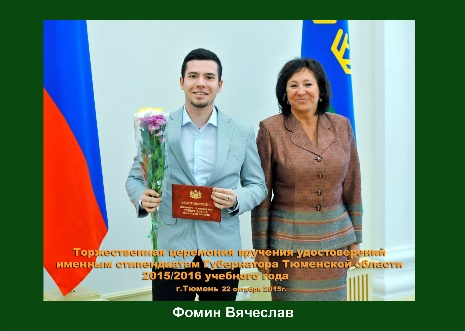 УДОСТОВЕРЕНИЕ
Торжественная церемония вручения удостоверений
именным стипендиатам Губернатора Тюменской области
2015/2016 учебного года
г.Тюмень 22 октября 2015г.
Фомин Вячеслав